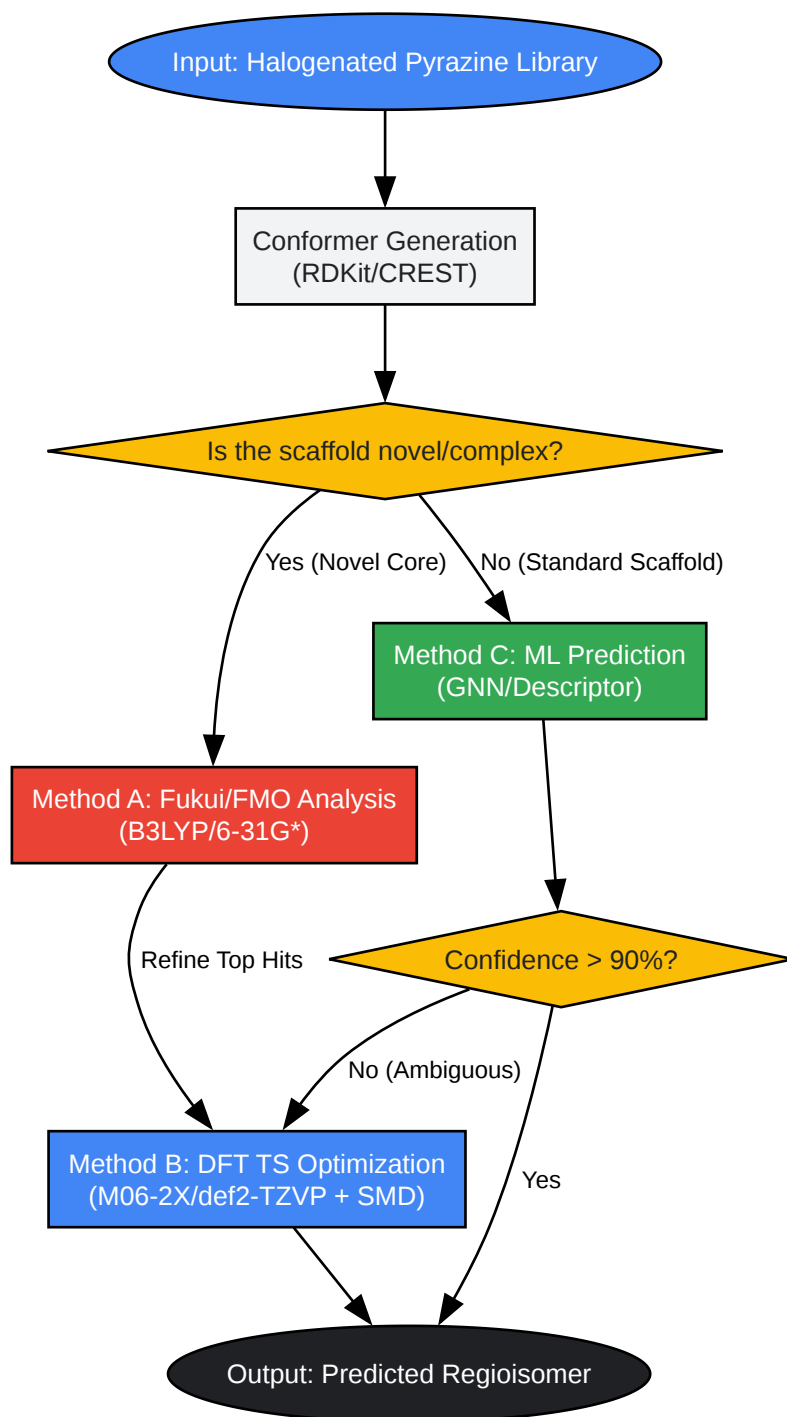 Input: Halogenated Pyrazine Library
Conformer Generation
(RDKit/CREST)
Is the scaffold novel/complex?
Yes (Novel Core)
No (Standard Scaffold)
Method C: ML Prediction
(GNN/Descriptor)
Method A: Fukui/FMO Analysis
(B3LYP/6-31G*)
Refine Top Hits
Confidence > 90%?
No (Ambiguous)
Method B: DFT TS Optimization
(M06-2X/def2-TZVP + SMD)
Yes
Output: Predicted Regioisomer